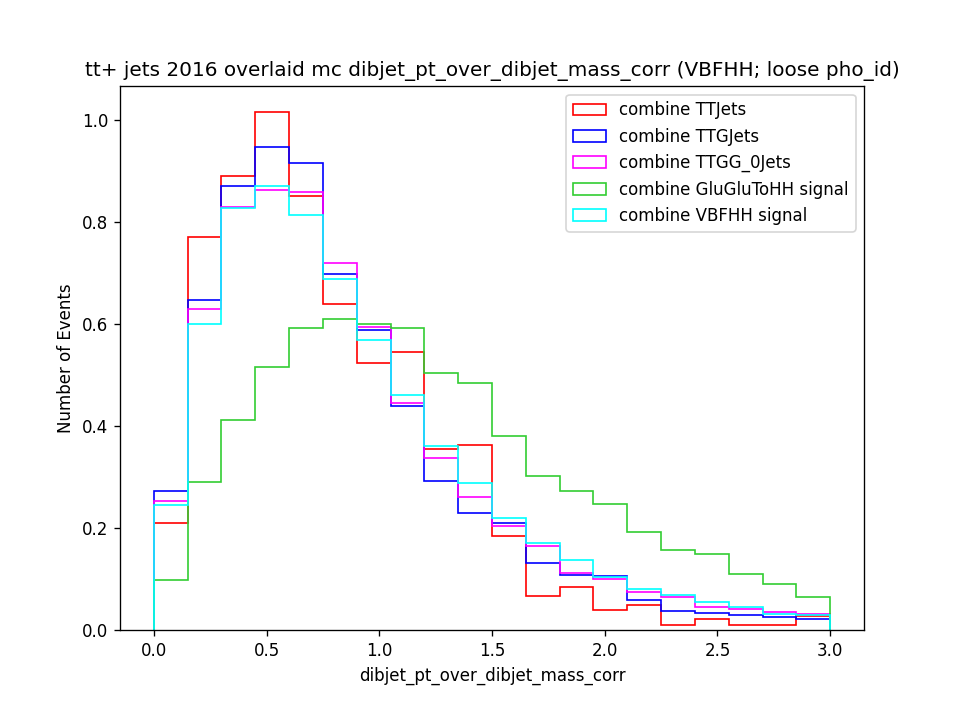 tt+ jets 2016 overlaid mc dibjet_pt_over_dibjet_mass_corr (VBFHH; loose pho_id)
combine TTJets
combine TTGJets
combine TTGG_0Jets
combine GluGluToHH signal
combine VBFHH signal
Number of Events
1.0
0.8
0.6
0.4
0.2
0.0
0.0 0.5 1.0 1.5 2.0 2.5 3.0
dibjet_pt_over_dibjet_mass_corr